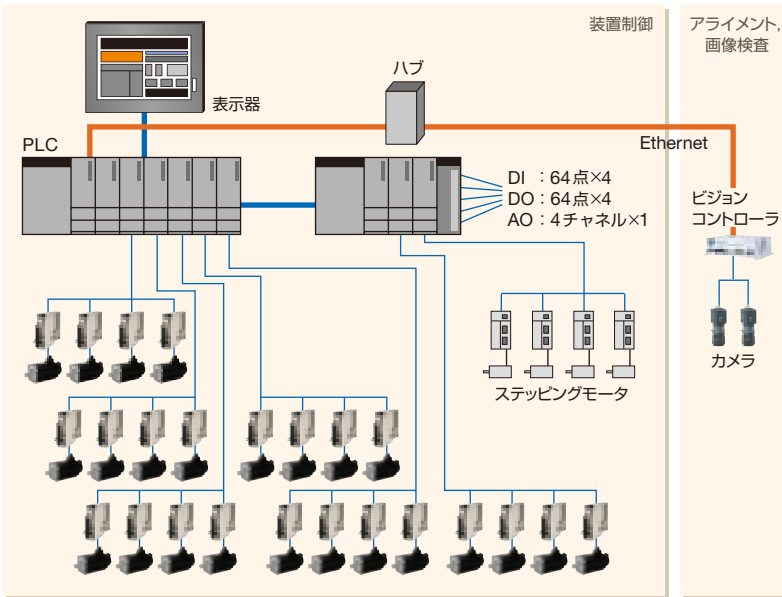 装置制御
アライメント,
画像検査
表示器
ハブ
PLC
Ethernet
DI：64点×4
DO：64点×4
AO：4チャネル×1
ビジョン
コントローラ
カメラ
ステッピングモータ